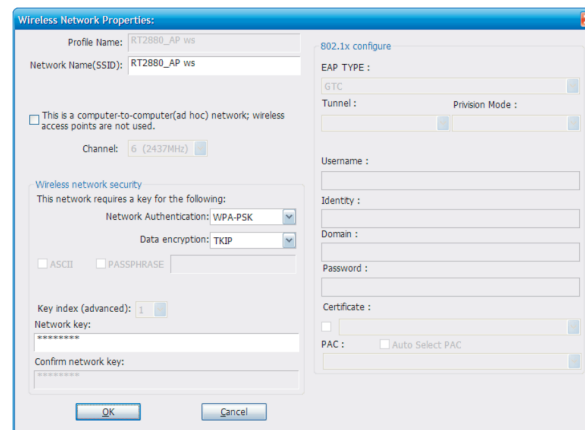 Wireless Network Properties:
Profile Name: RT2880_AP ws
Network Name(SSID): RT2880_AP ws
This is a computer-to-computer(ad hoc) network; wireless
access points are not used.
Channel: 6 (2437MHz)
Wireless network security
This network requires a key for the following:
Network Authentication: WPA-PSK
Data encryption: TKIP
ASCII PASSPHRASE
Key index (advanced): 1
Network key:
********
Confirm network key:
********
OK Cancel
802.1x configure
EAP TYPE :
GTC
Tunnel : Privision Mode :
Username :
Identity :
Domain :
Password :
Certificate :
PAC : Auto Select PAC